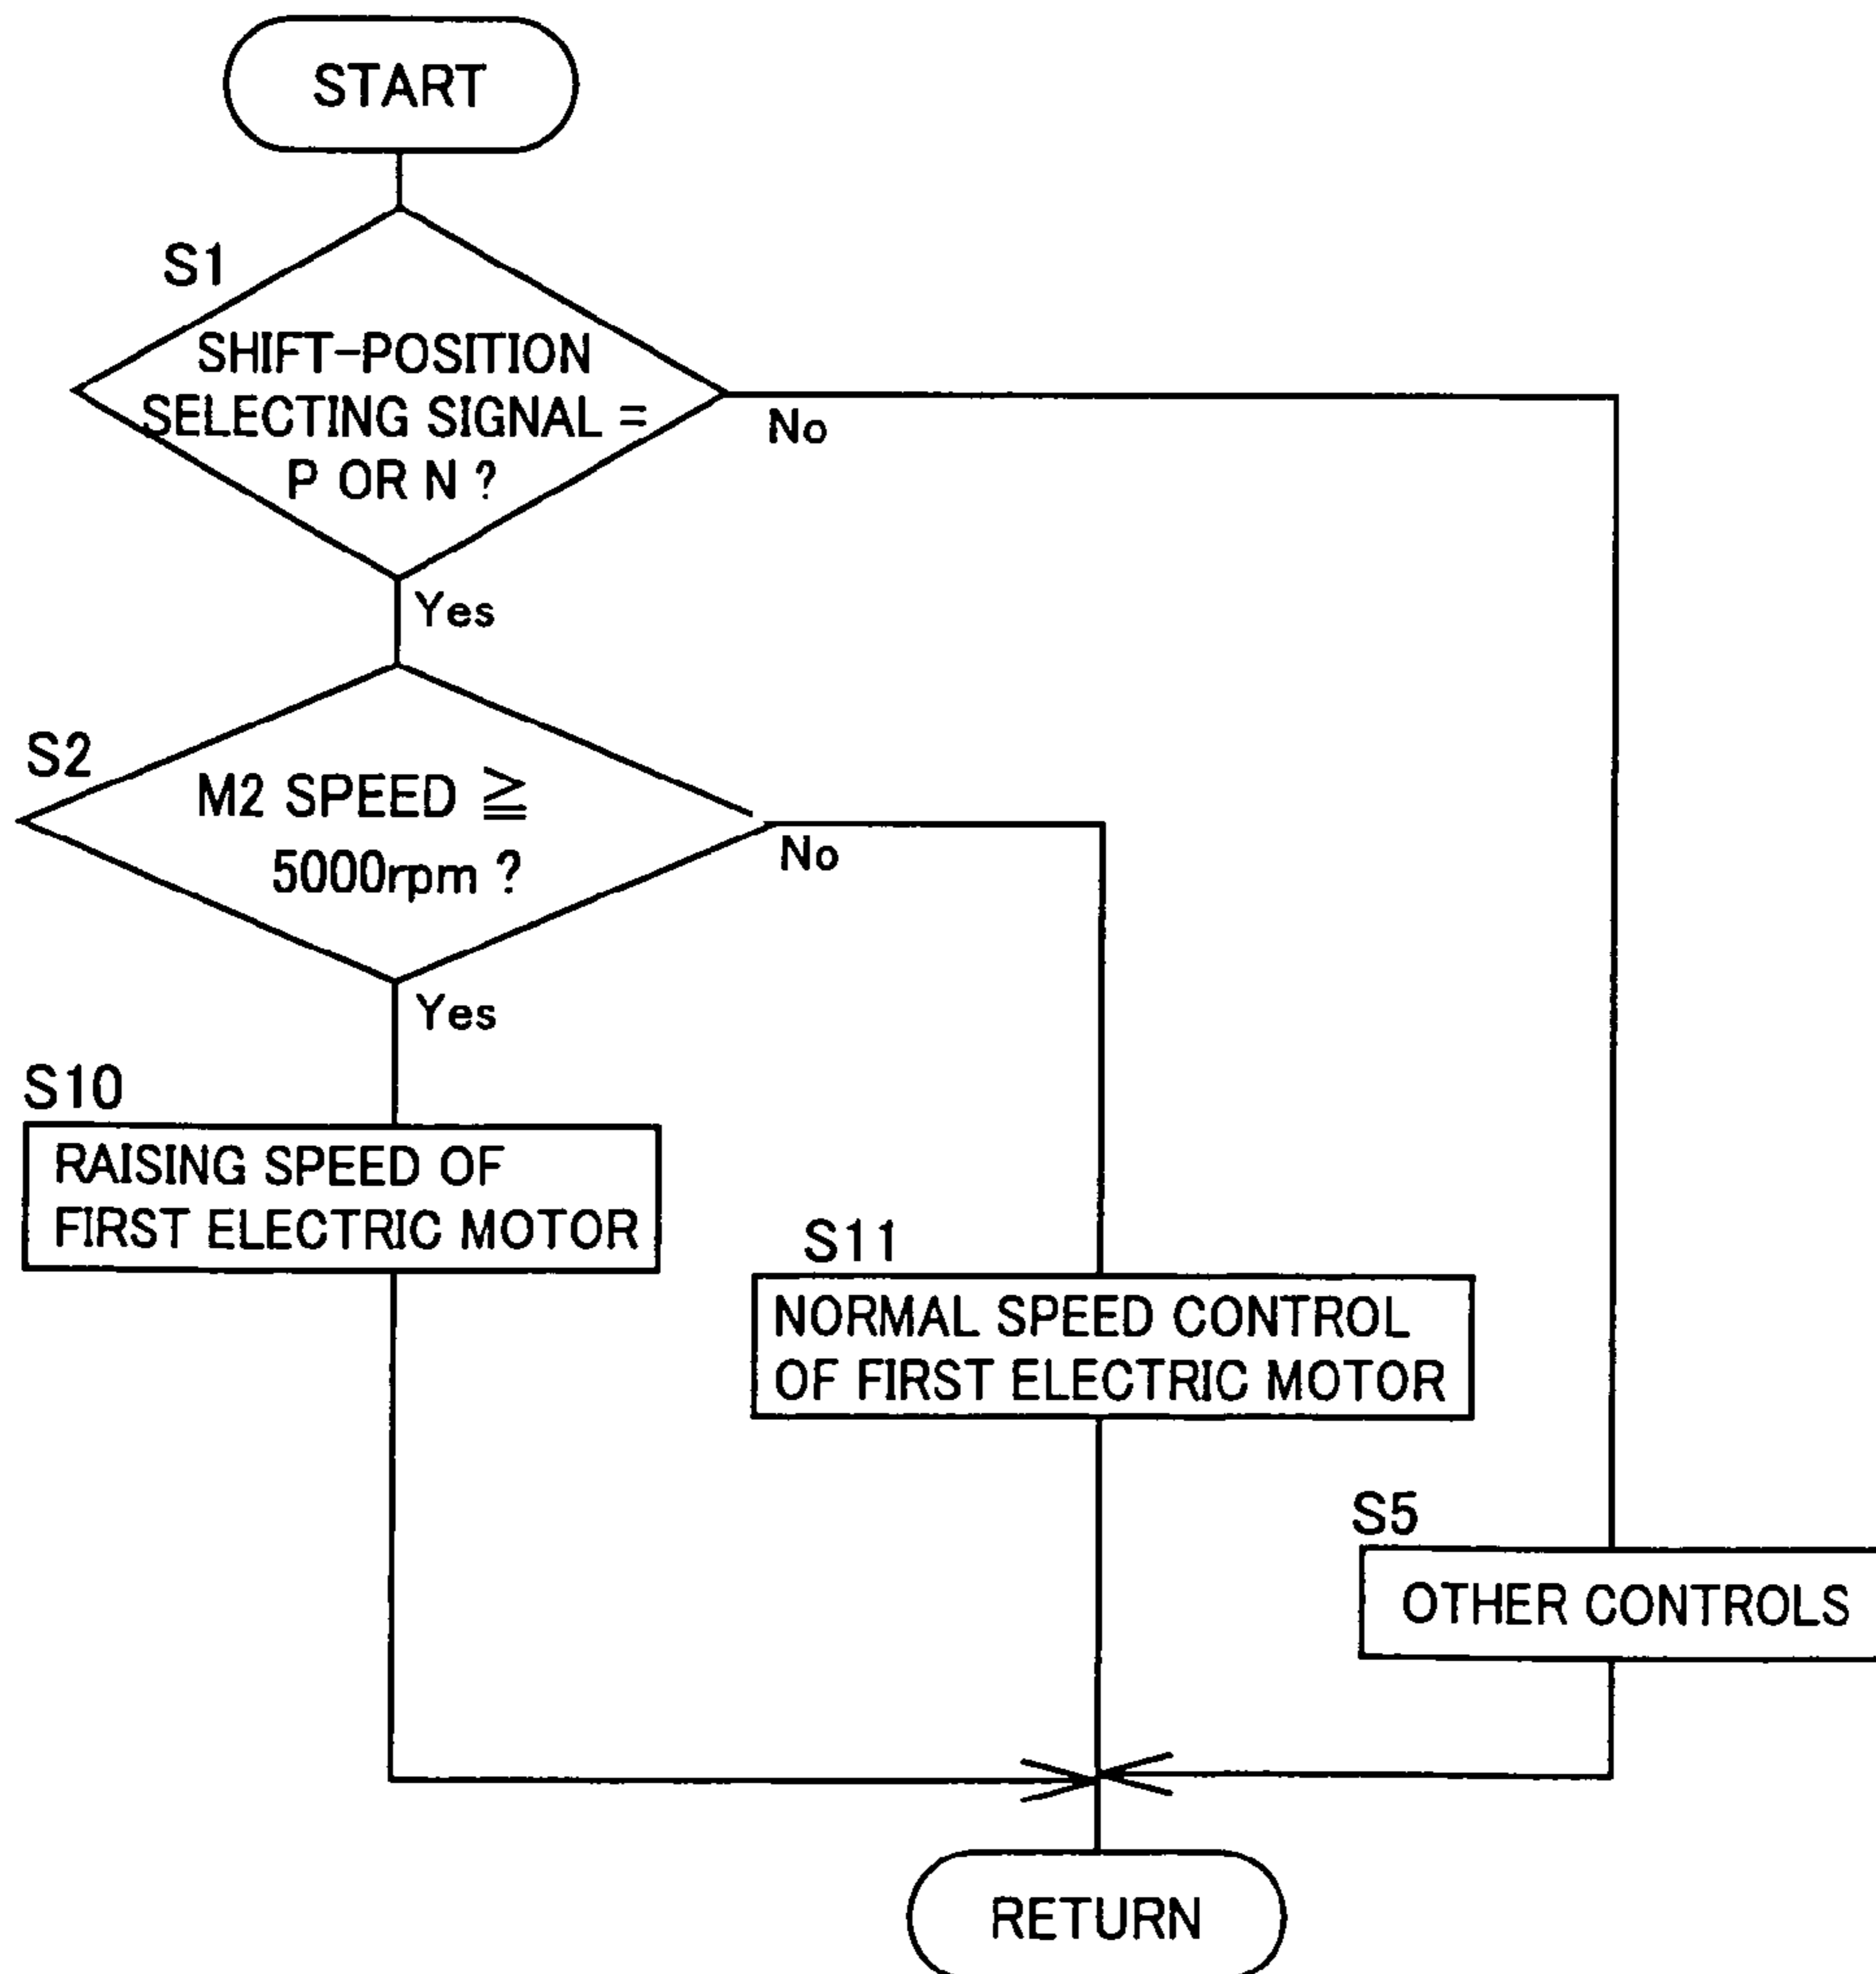 START
S1
SHIFT-POSITION
SELECTING SIGNAL =
P OR N ?
No
Yes
S2
M2 SPEED ≧
5000rpm ?
No
Yes
S10
RAISING SPEED OF
FIRST ELECTRIC MOTOR
S11
NORMAL SPEED CONTROL
OF FIRST ELECTRIC MOTOR
S5
OTHER CONTROLS
RETURN